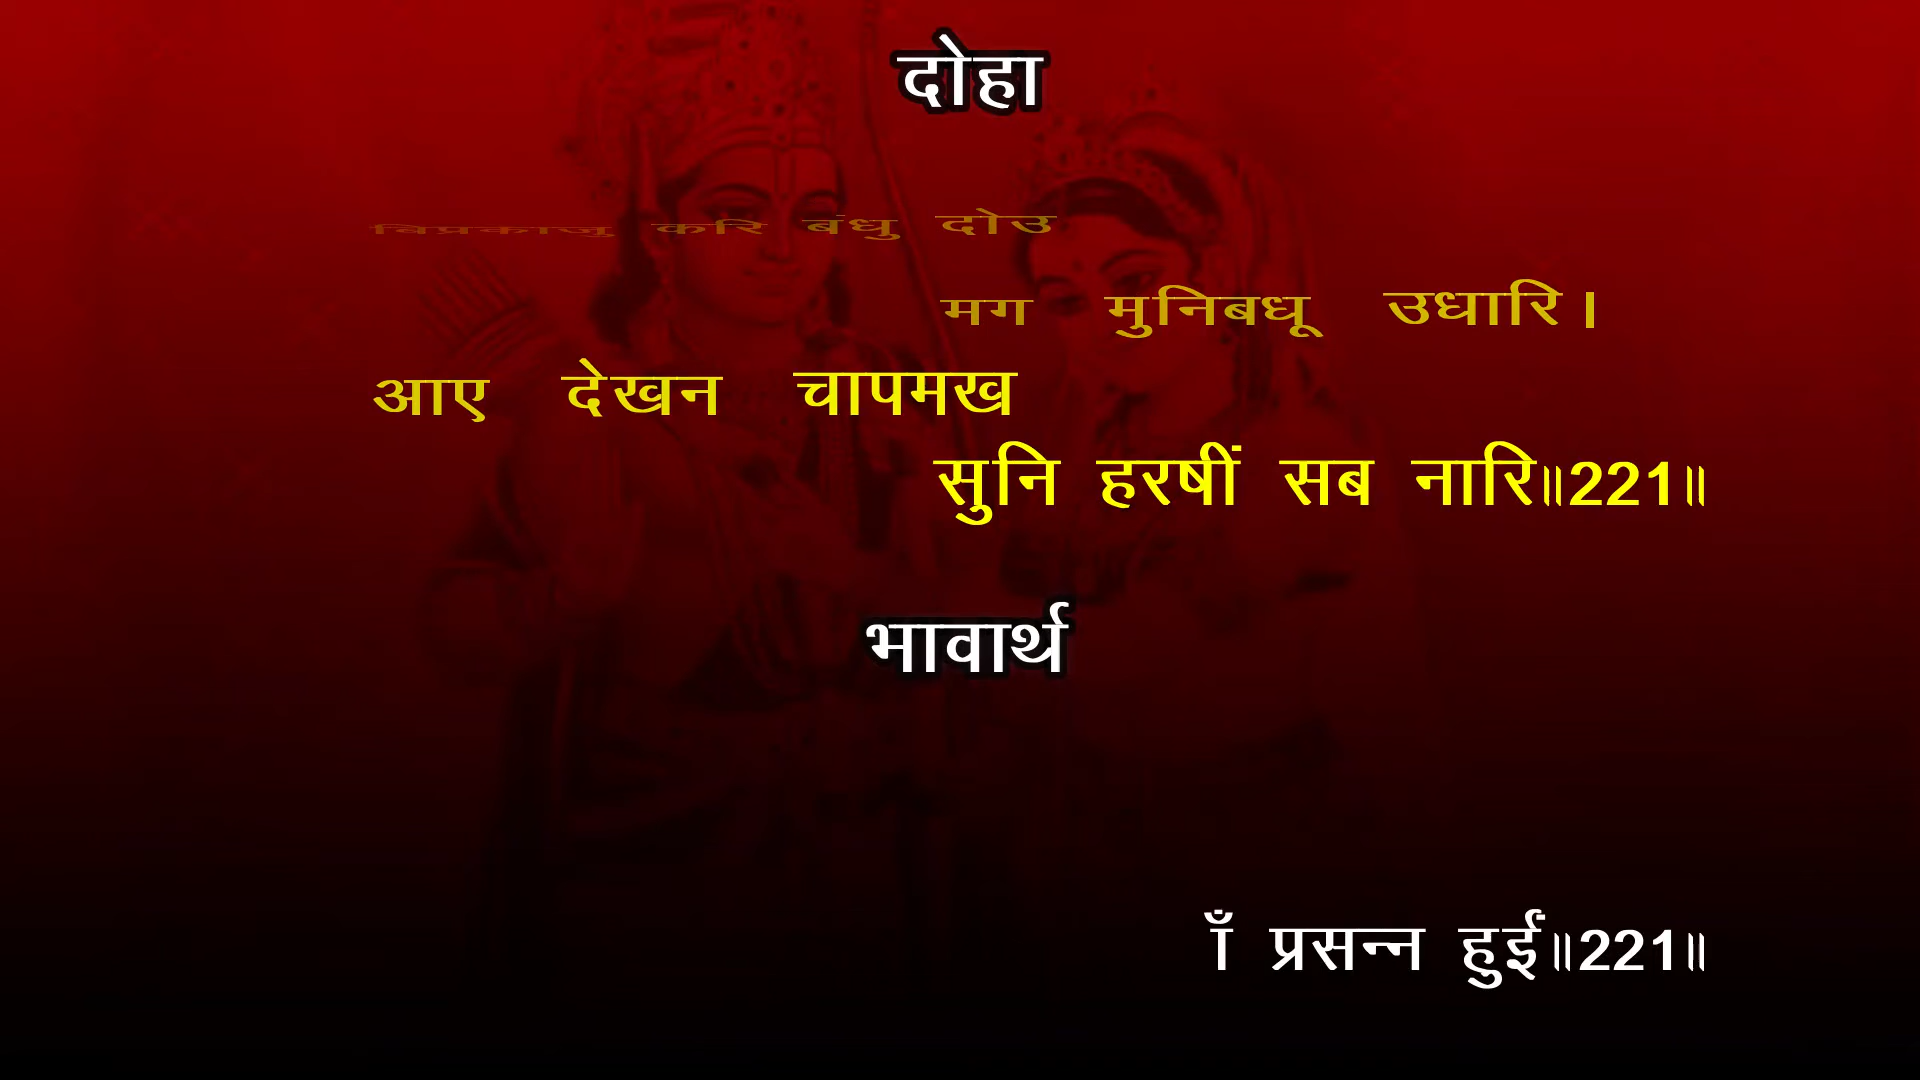 दोहा
बिप्रकाजु करि बंधु दोउ
मग मुनिबधू उधारि।
आए देखन चापमख
सुनि हरषीं सब नारि॥221॥
भावार्थ
ाँ प्रसन्न हुईं॥221॥